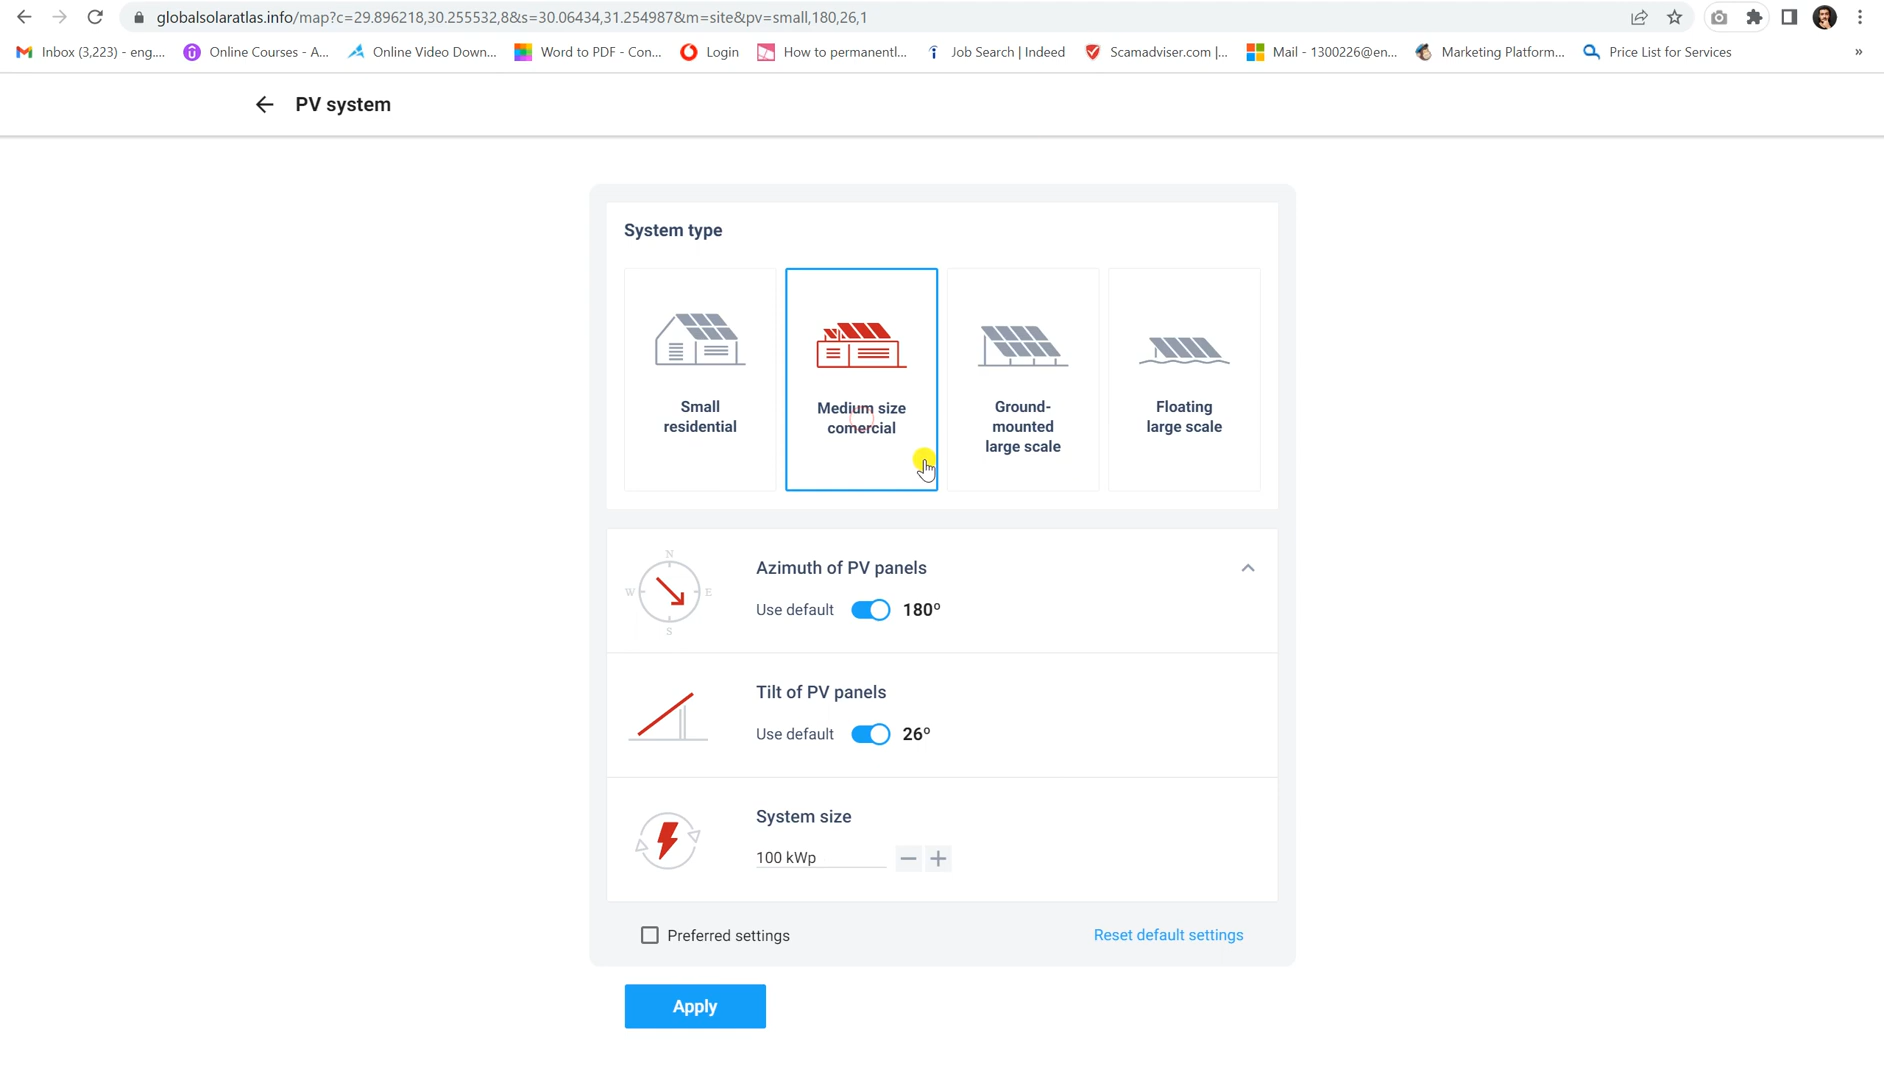 globalsolaratlas.info/map?c=29.896218,30.255532,8&s=30.06434,31.254987&m=site&pv=small,180,26,1
Inbox (3,223) - eng.... Online Courses - A... Online Video Down... Word to PDF - Con... Login How to permanentl... Job Search | Indeed Scamadviser.com |... Mail - 1300226@en... Marketing Platform... Price List for Services »
PV system
System type
Small
residential
Medium size
comercial
Ground-
mounted
large scale
Floating
large scale
N
W E
S
Azimuth of PV panels
Use default 180º
Tilt of PV panels
Use default 26º
System size
100 kWp
Preferred settings Reset default settings
Apply